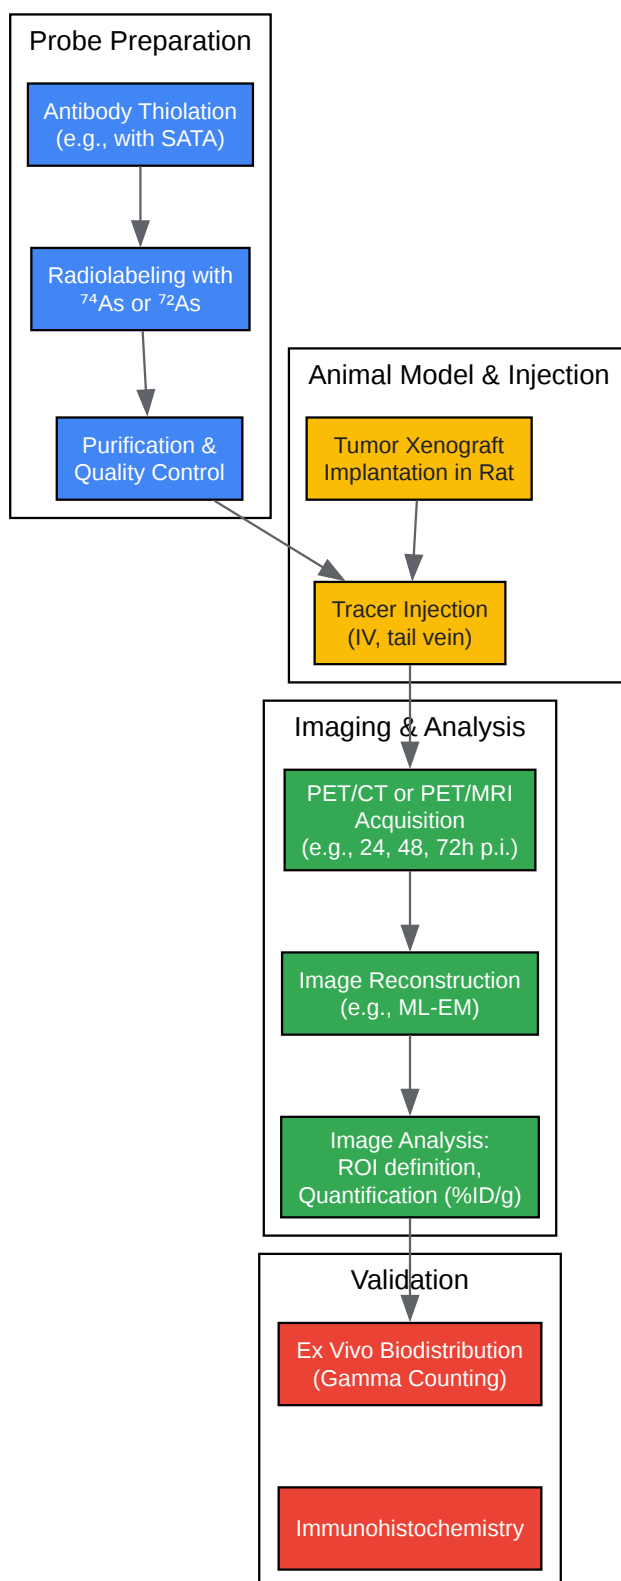 Probe Preparation
Antibody Thiolation
(e.g., with SATA)
Radiolabeling with
⁷⁴As or ⁷²As
Purification &
Quality Control
Animal Model & Injection
Tumor Xenograft
Implantation in Rat
Tracer Injection
(IV, tail vein)
Imaging & Analysis
PET/CT or PET/MRI
Acquisition
(e.g., 24, 48, 72h p.i.)
Image Reconstruction
(e.g., ML-EM)
Image Analysis:
ROI definition,
Quantification (%ID/g)
Validation
Ex Vivo Biodistribution
(Gamma Counting)
Immunohistochemistry